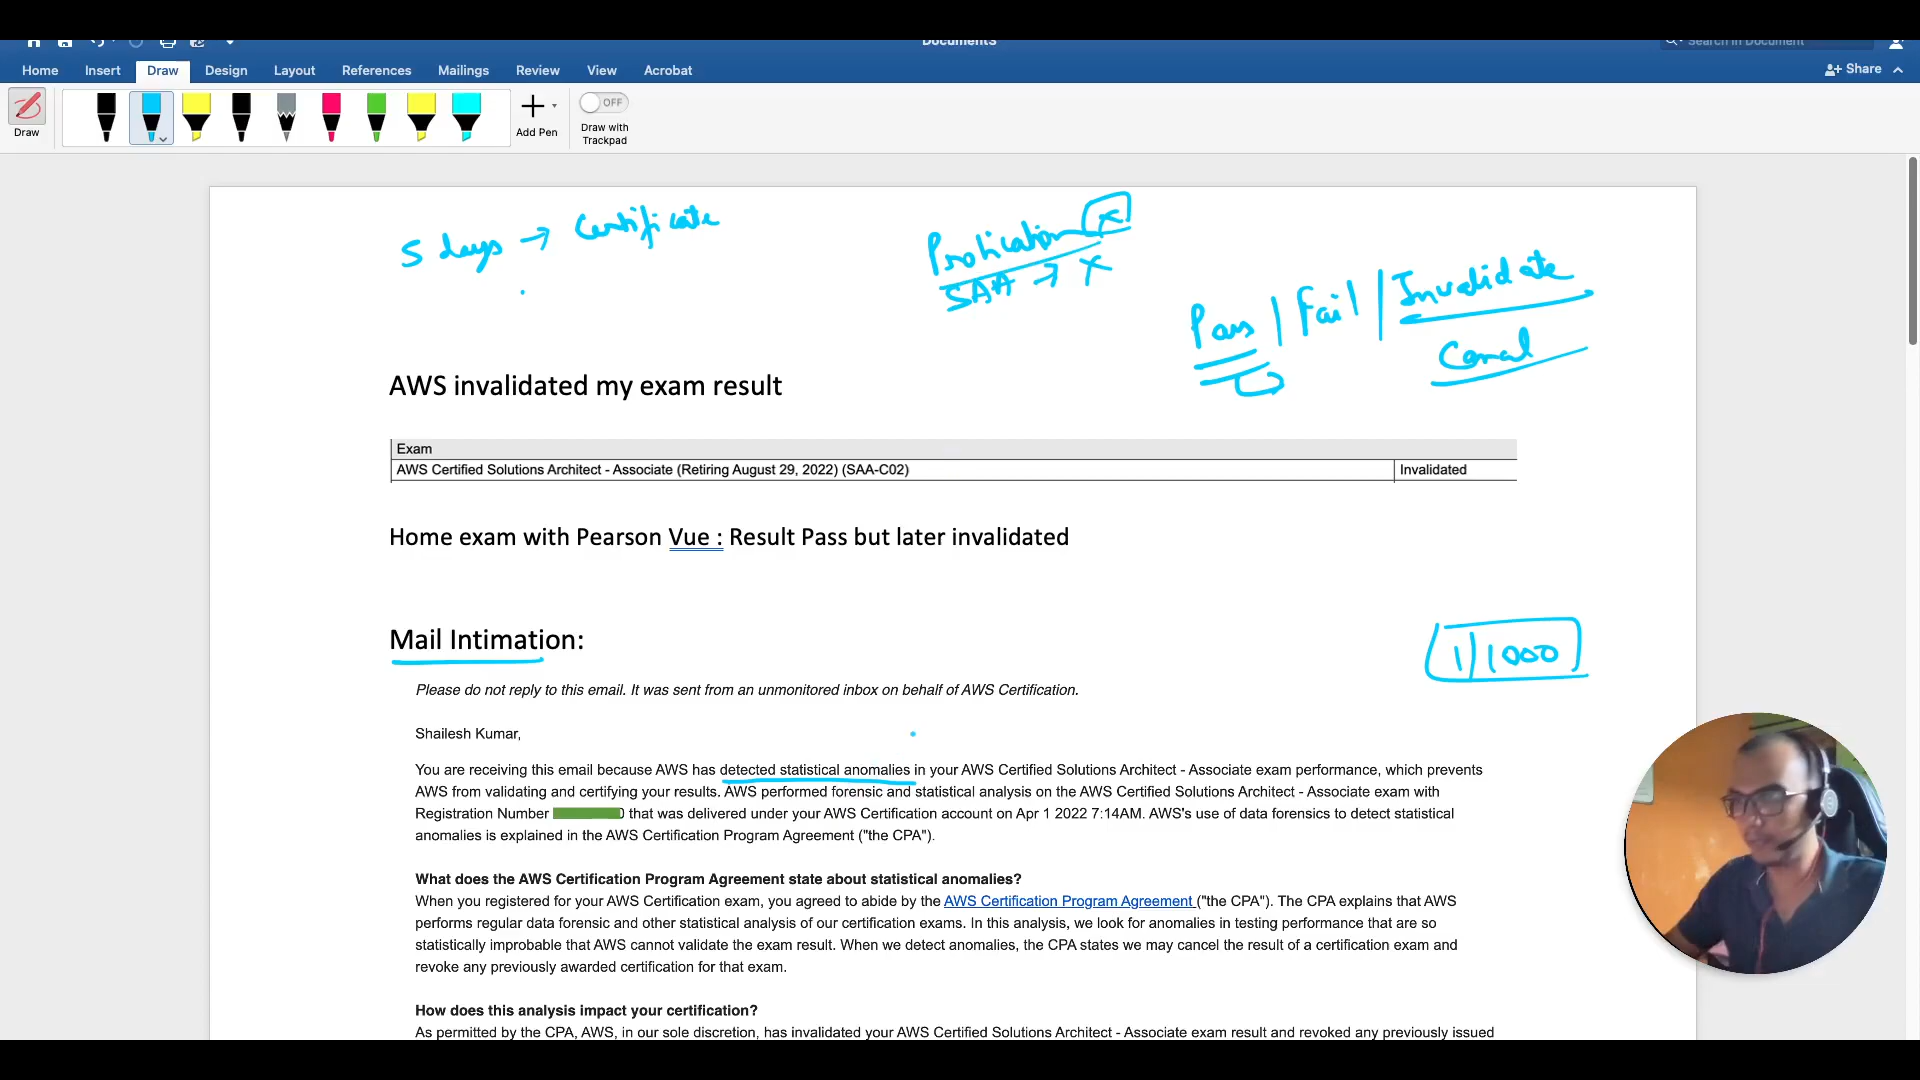 Document3
Search in Document
Home Insert Draw Design Layout References Mailings Review View Acrobat
Share
Draw
Add Pen
OFF
Draw with
Trackpad
5 days → Certificate
SAA → X
Pass | Fail | Invalidate
AWS invalidated my exam result
Exam
AWS Certified Solutions Architect - Associate (Retiring August 29, 2022) (SAA-C02) Invalidated
Home exam with Pearson Vue : Result Pass but later invalidated
Mail Intimation:
1 | 1000
Please do not reply to this email. It was sent from an unmonitored inbox on behalf of AWS Certification.
Shailesh Kumar,
You are receiving this email because AWS has detected statistical anomalies in your AWS Certified Solutions Architect - Associate exam performance, which prevents
AWS from validating and certifying your results. AWS performed forensic and statistical analysis on the AWS Certified Solutions Architect - Associate exam with
Registration Number 0 that was delivered under your AWS Certification account on Apr 1 2022 7:14AM. AWS's use of data forensics to detect statistical
anomalies is explained in the AWS Certification Program Agreement ("the CPA").
What does the AWS Certification Program Agreement state about statistical anomalies?
When you registered for your AWS Certification exam, you agreed to abide by the AWS Certification Program Agreement ("the CPA"). The CPA explains that AWS
performs regular data forensic and other statistical analysis of our certification exams. In this analysis, we look for anomalies in testing performance that are so
statistically improbable that AWS cannot validate the exam result. When we detect anomalies, the CPA states we may cancel the result of a certification exam and
revoke any previously awarded certification for that exam.
How does this analysis impact your certification?
As permitted by the CPA, AWS, in our sole discretion, has invalidated your AWS Certified Solutions Architect - Associate exam result and revoked any previously issued